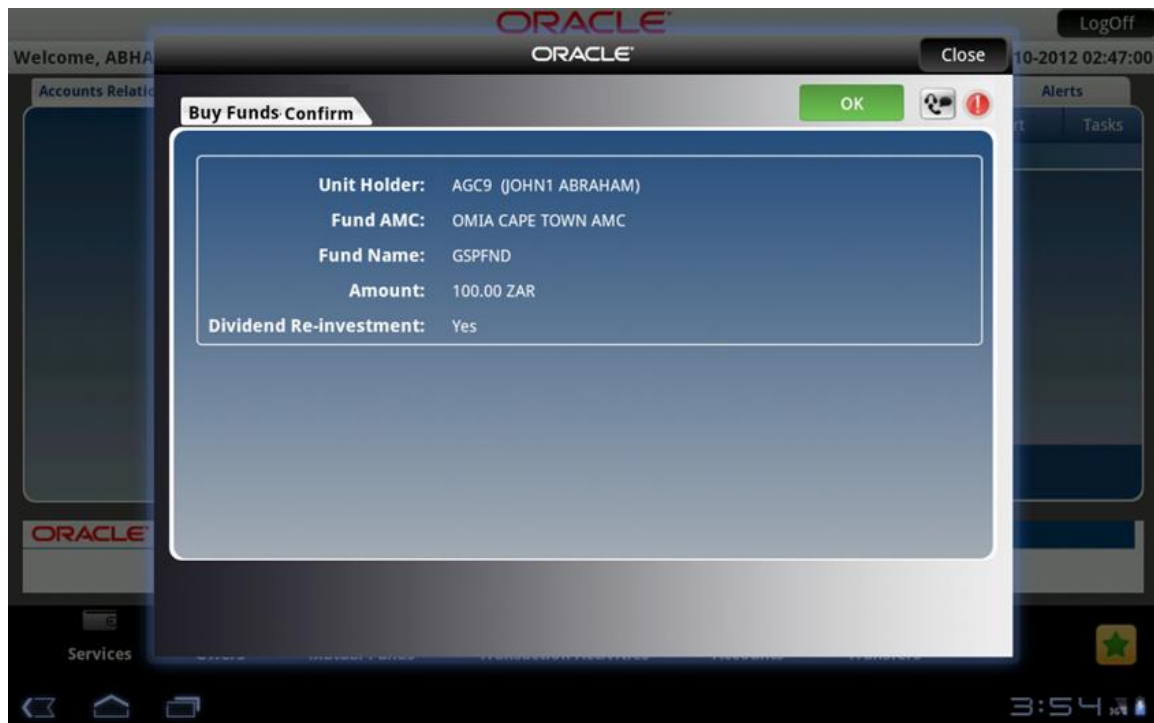 ORACLE
LogOff
Welcome, ABHA
ORACLE
Close
10-2012 02:47:00
Accounts Relatio
Alerts
Buy Funds Confirm
OK
rt
Tasks
Unit Holder: AGC9 (JOHN1 ABRAHAM)
Fund AMC: OMIA CAPE TOWN AMC
Fund Name: GSPFND
Amount: 100.00 ZAR
Dividend Re-investment: Yes
ORACLE
Services
3:54